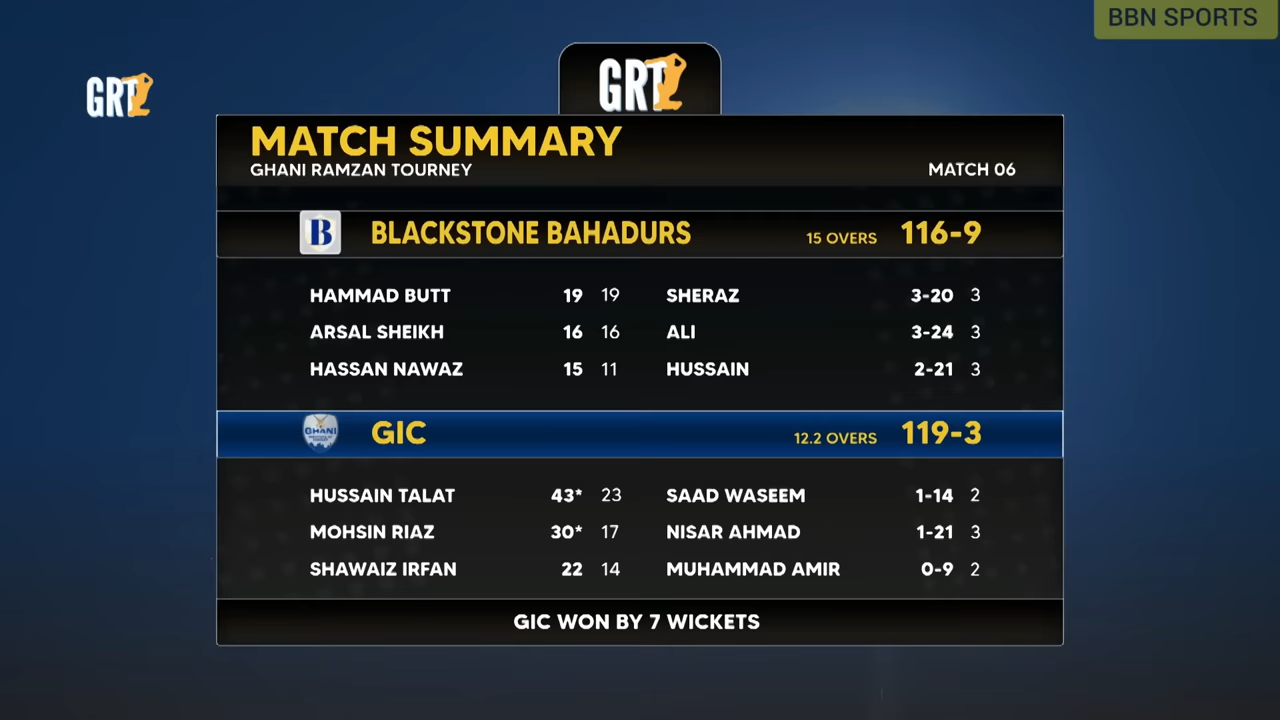 BBN SPORTS
GRT
GRT
MATCH SUMMARY
GHANI RAMZAN TOURNEY
MATCH 06
B BLACKSTONE BAHADURS 15 OVERS 116-9
HAMMAD BUTT 19 19 SHERAZ 3-20 3
ARSAL SHEIKH 16 16 ALI 3-24 3
HASSAN NAWAZ 15 11 HUSSAIN 2-21 3
GHANI GIC 12.2 OVERS 119-3
HUSSAIN TALAT 43* 23 SAAD WASEEM 1-14 2
MOHSIN RIAZ 30* 17 NISAR AHMAD 1-21 3
SHAWAIZ IRFAN 22 14 MUHAMMAD AMIR 0-9 2
GIC WON BY 7 WICKETS